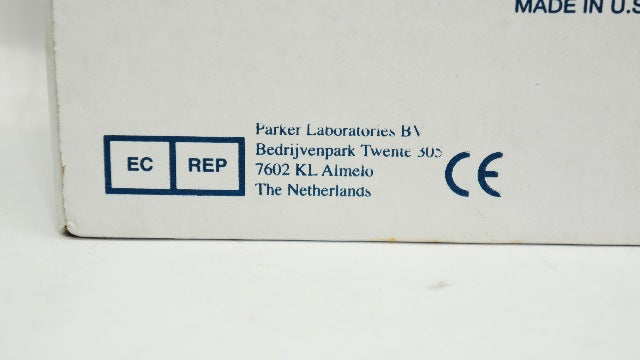 MADE IN U.S
EC REP
Parker Laboratories BV
Bedrijvenpark Twente 305
7602 KL Almelo
The Netherlands
CE